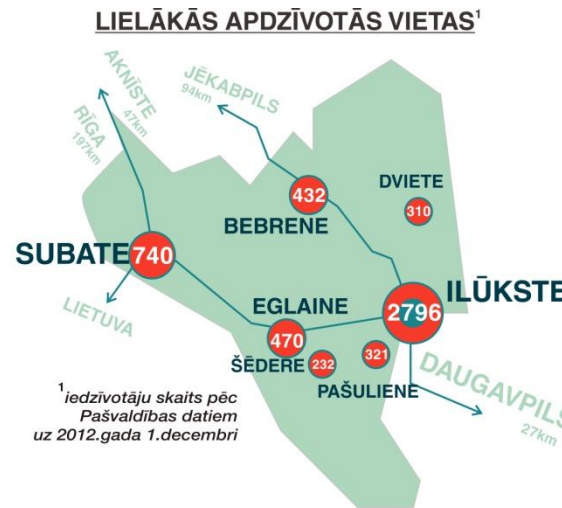 LIELĀKĀS APDZĪVOTĀS VIETAS¹
AKNĪSTE
47km
RĪGA
197km
JĒKABPILS
94km
DVIETE
310
432
BEBRENE
SUBATE
740
ILŪKSTE
2796
LIETUVA
EGLAINE
470
ŠĒDERE
232
321
PAŠULIENE
DAUGAVPILS
27km
¹iedzīvotāju skaits pēc
Pašvaldības datiem
uz 2012.gada 1.decembri